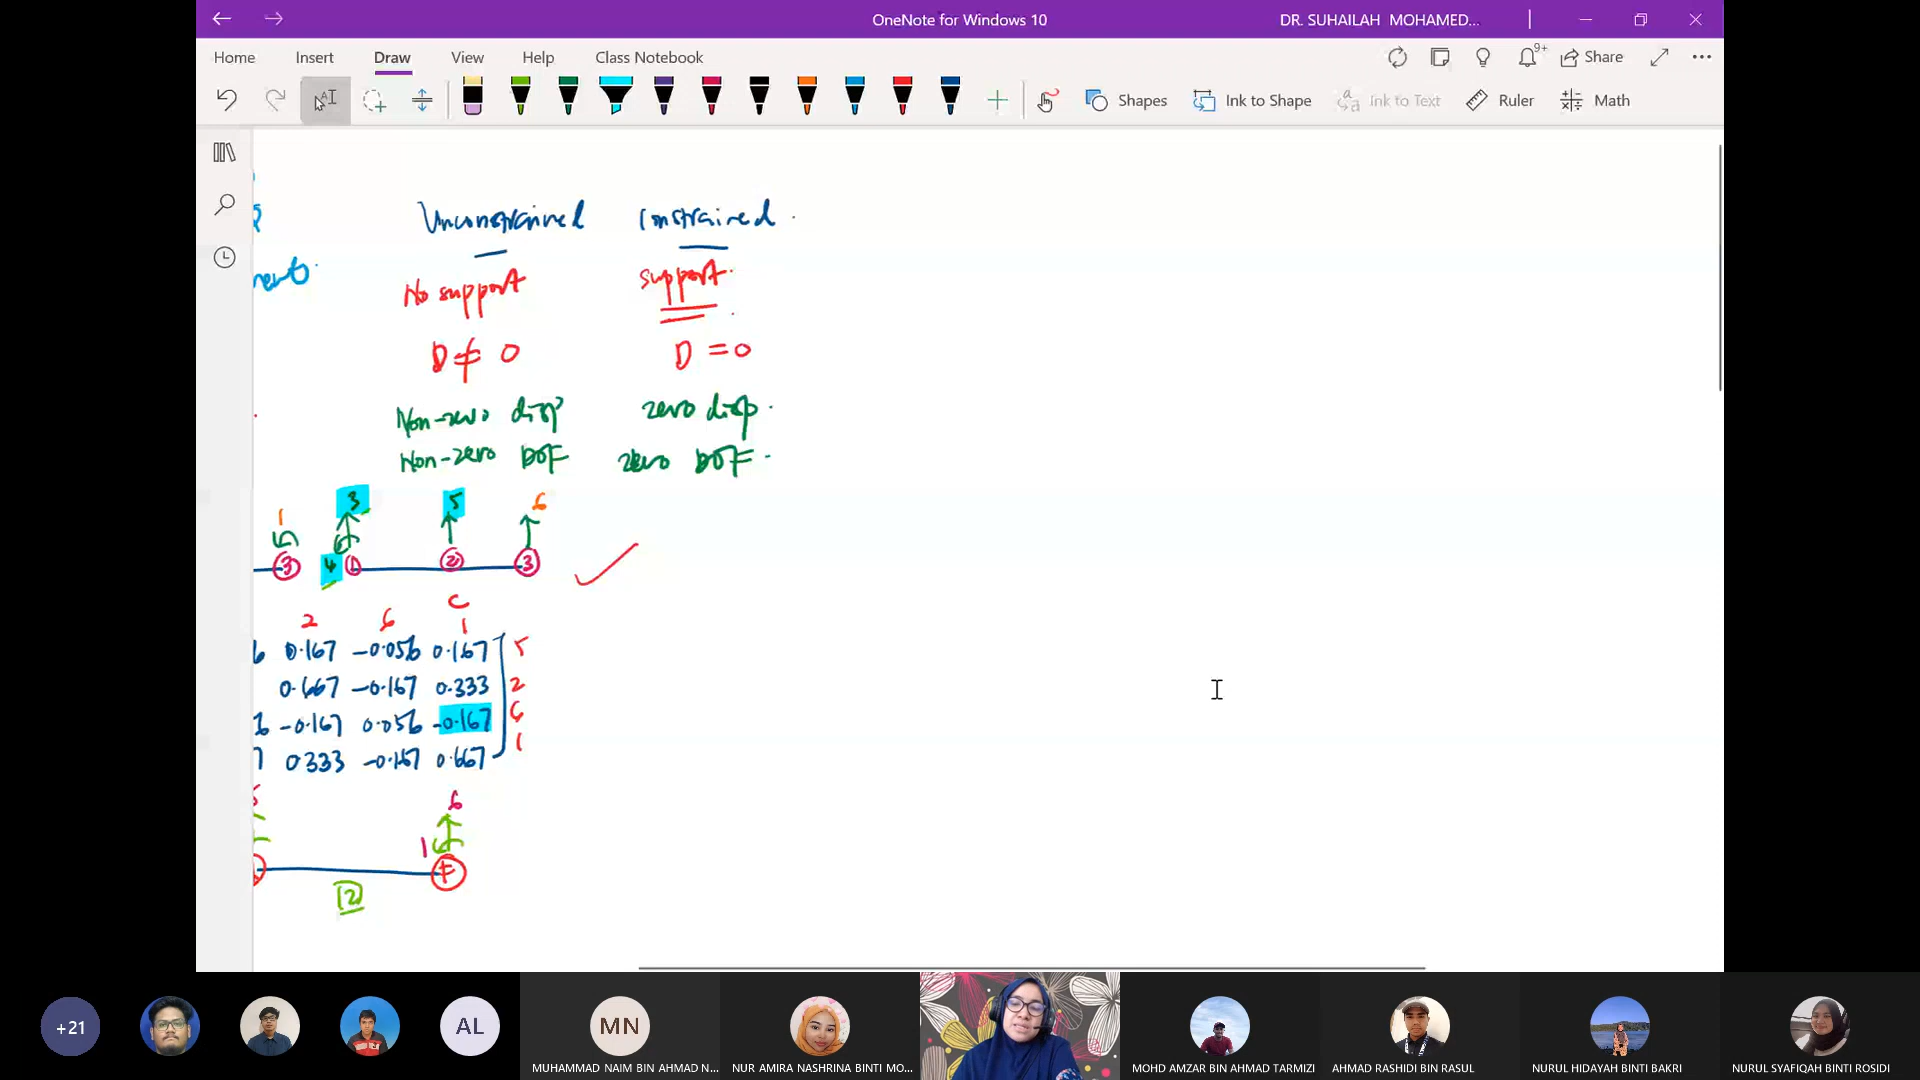 OneNote for Windows 10
DR. SUHAILAH MOHAMED...
Home Insert Draw View Help Class Notebook
9+ Share
Shapes Ink to Shape Ink to Text Ruler Math
Unconstrained Constrained
No support support
D ≠ 0 D = 0
Non-zero disp zero disp
Non-zero DOF zero DOF
1 3 5 6
3 4 1 2 3
C
2 6 1
0.167 -0.056 0.167 5
0.667 -0.167 0.333 2
-0.167 0.056 -0.167 6
0.333 -0.167 0.667 1
6
1
2
+21
AL
MN
MUHAMMAD NAIM BIN AHMAD N...
NUR AMIRA NASHRINA BINTI MO...
MOHD AMZAR BIN AHMAD TARMIZI
AHMAD RASHIDI BIN RASUL
NURUL HIDAYAH BINTI BAKRI
NURUL SYAFIQAH BINTI ROSIDI